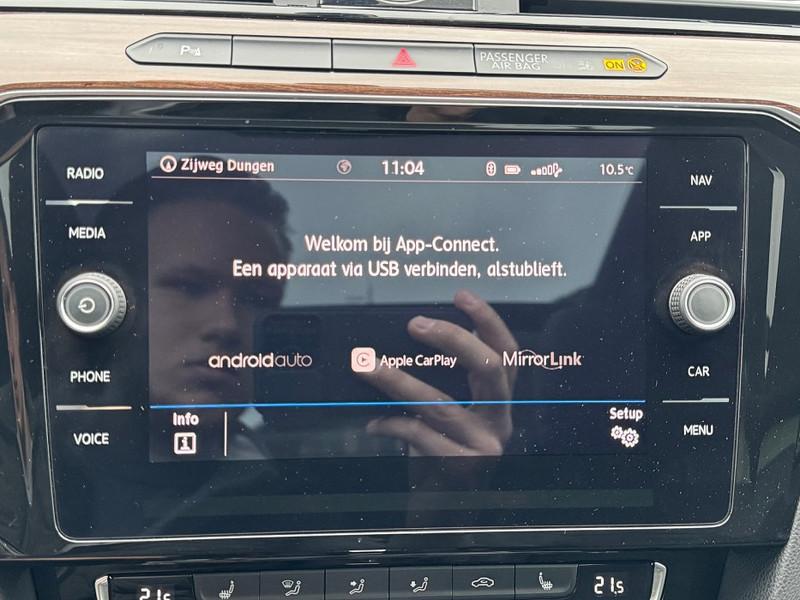 P
PASSENGER
AIR BAG
ON
RADIO
MEDIA
PHONE
VOICE
Zijweg Dungen
11:04
10.5°C
Welkom bij App-Connect.
Een apparaat via USB verbinden, alstublieft.
androidauto
Apple CarPlay
MirrorLink
Info
Setup
NAV
APP
CAR
MENU
21.5
21.5